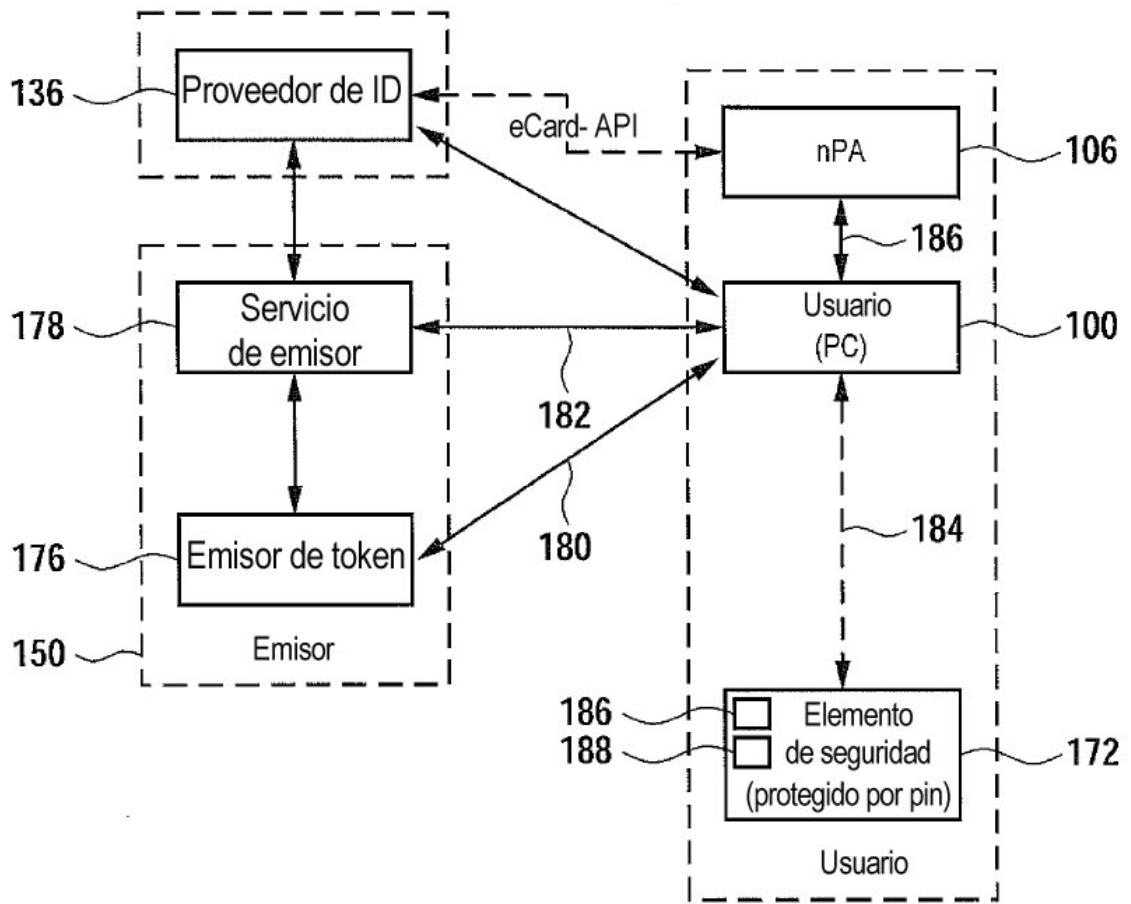 136
Proveedor de ID
eCard- API
nPA
106
186
178
Servicio
de emisor
Usuario
(PC)
100
182
180
184
176
Emisor de token
150
Emisor
186
188
Elemento
de seguridad
(protegido por pin)
172
Usuario